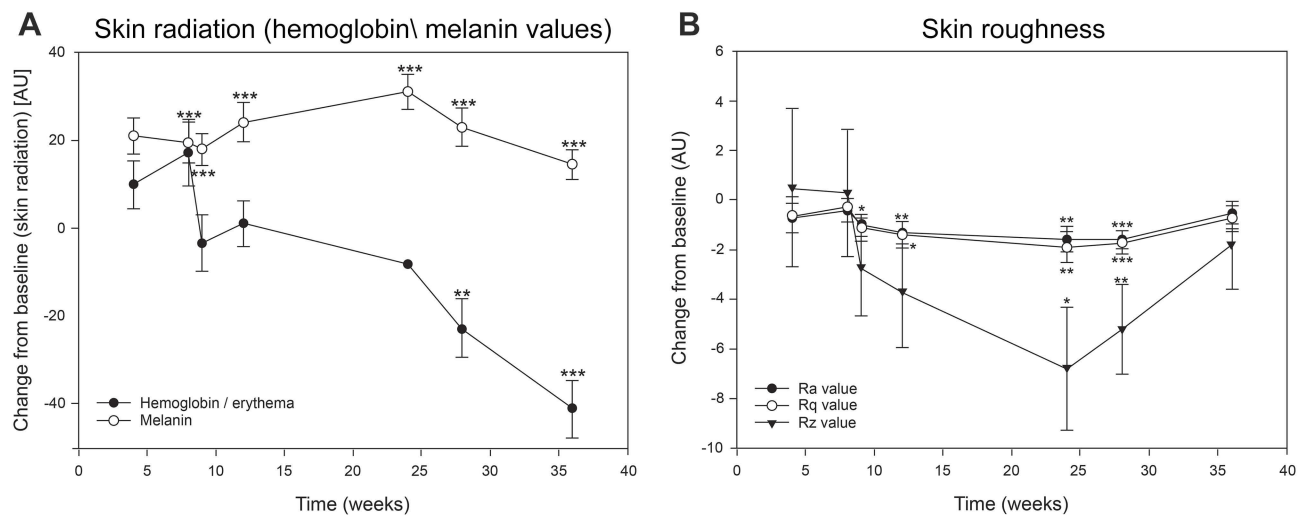 A
Skin radiation (hemoglobin\ melanin values)
Change from baseline (skin radiation) [AU]
40
20
0
-20
-40
***
***
***
***
***
***
**
***
Hemoglobin / erythema
Melanin
0 5 10 15 20 25 30 35 40
Time (weeks)
B
Skin roughness
Change from baseline (AU)
6
4
2
0
-2
-4
-6
-8
-10
*
**
*
**
***
**
***
*
**
Ra value
Rq value
Rz value
0 5 10 15 20 25 30 35 40
Time (weeks)